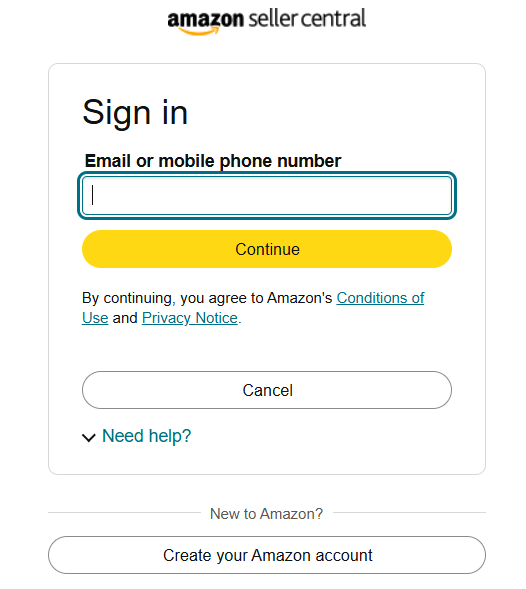 amazon seller central
Sign in
Email or mobile phone number
Continue
By continuing, you agree to Amazon's Conditions of
Use and Privacy Notice.
Cancel
Need help?
New to Amazon?
Create your Amazon account